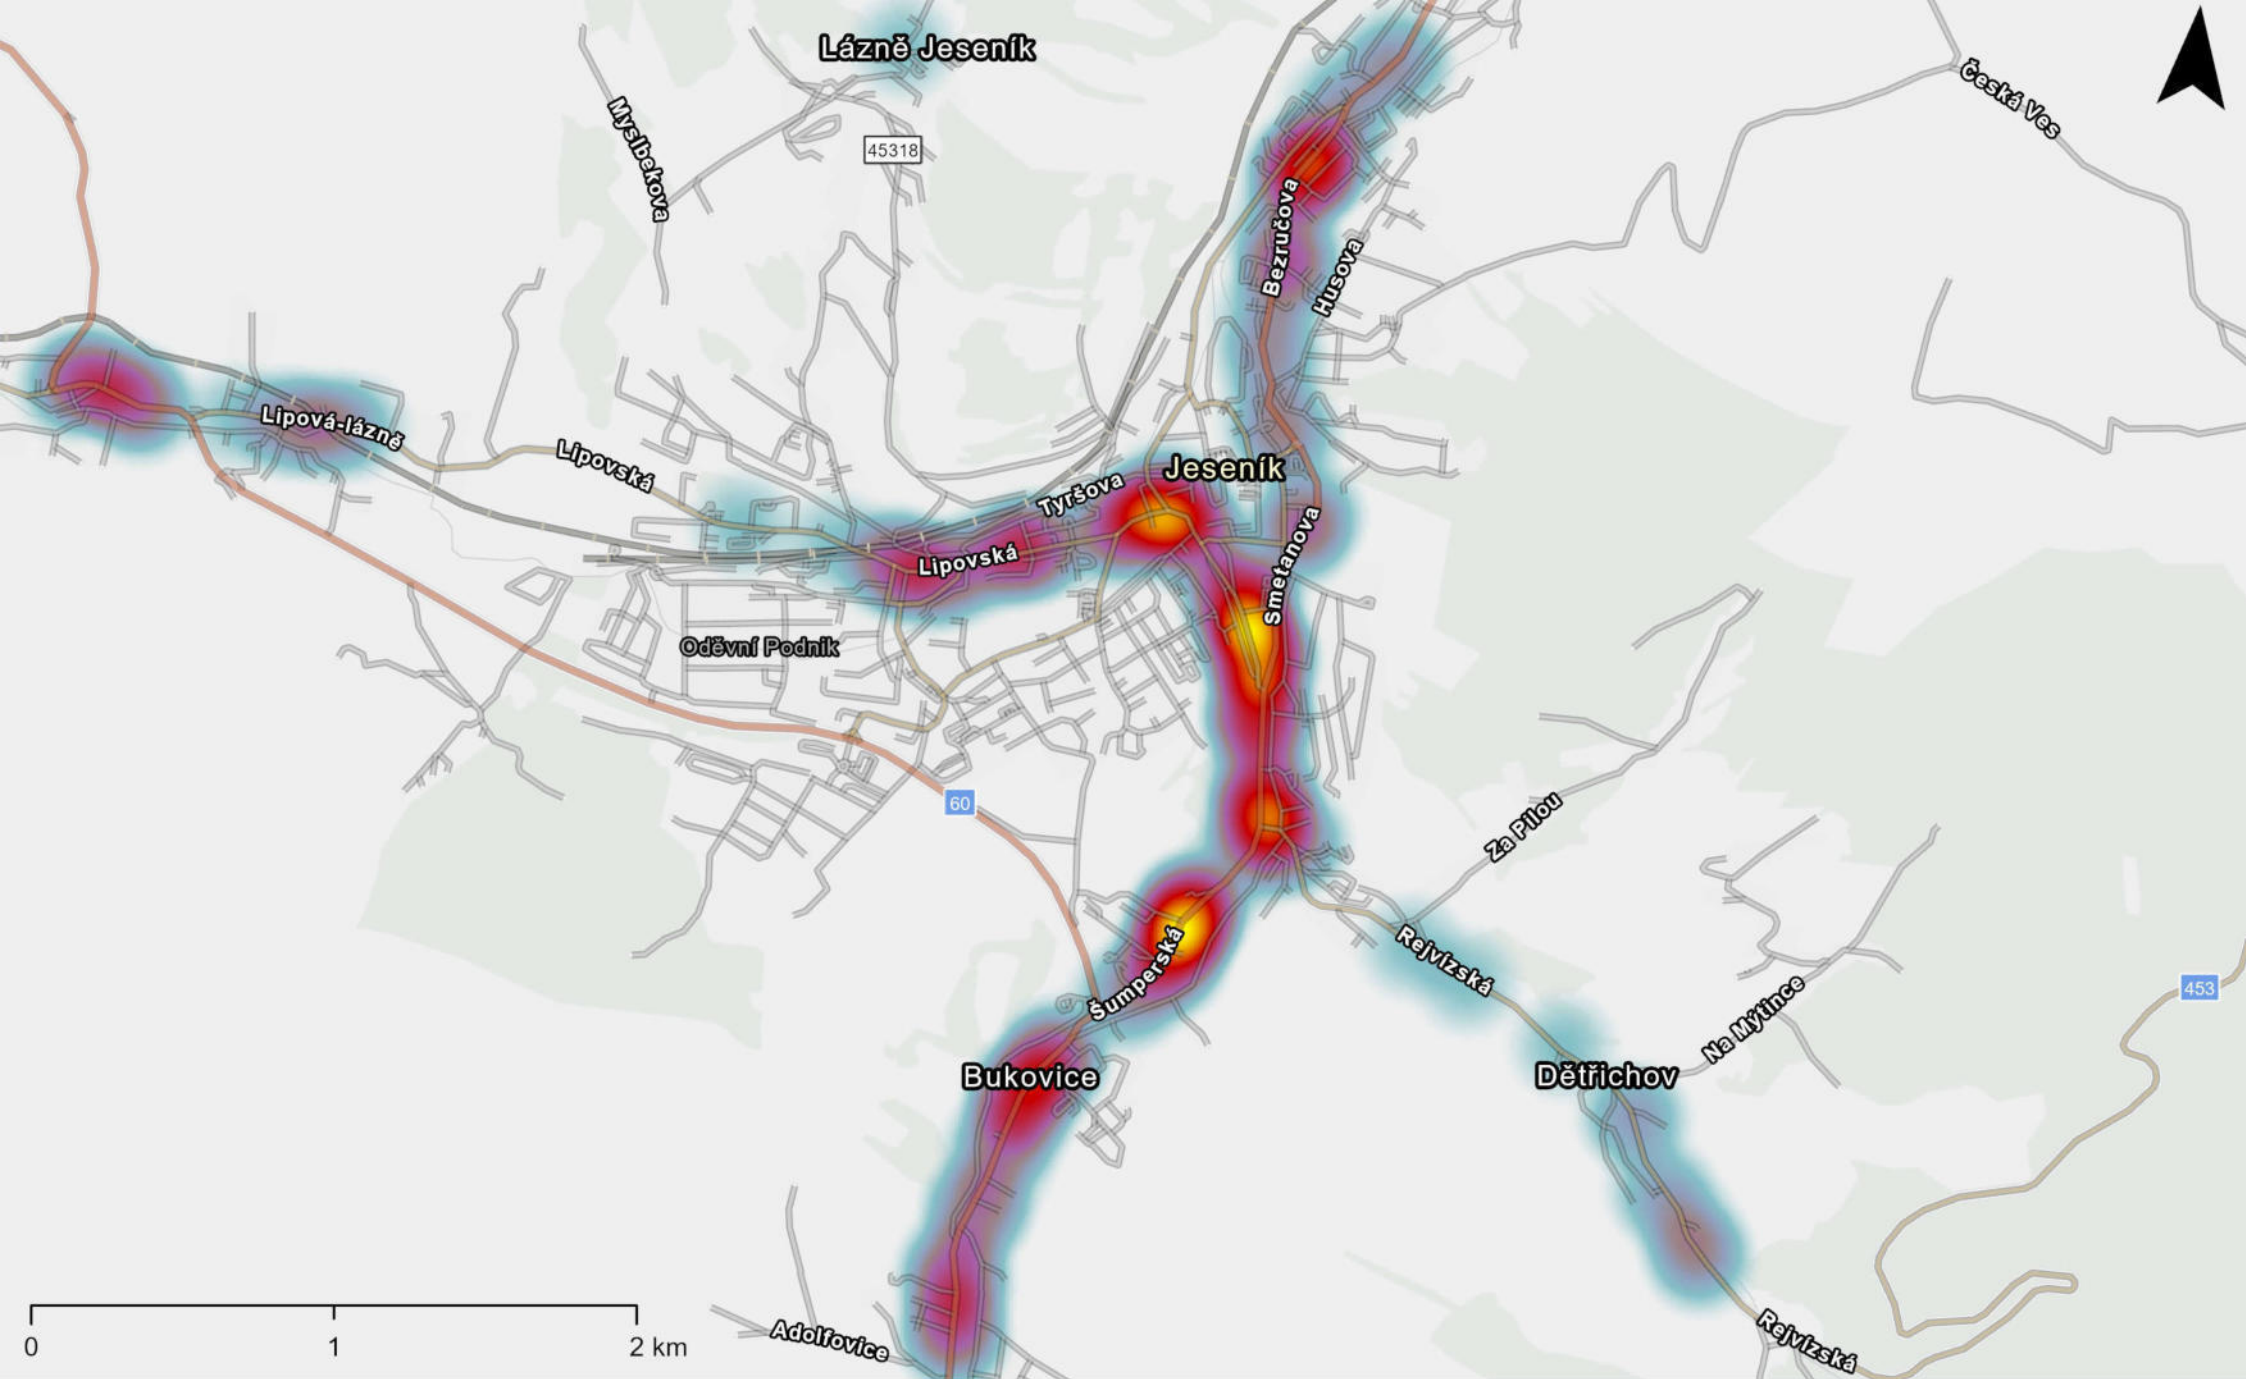 Lázně Jeseník
Česká Ves
Myslbekova
45318
Bezručova
Husova
Lipová-lázně
Lipovská
Jeseník
Tyršova
Lipovská
Smetanova
Oděvní Podnik
60
Za Pilou
Rejvízská
Šumperská
453
Na Mýtince
Bukovice
Dětřichov
Adolfovice
Rejvízská
0 1 2 km